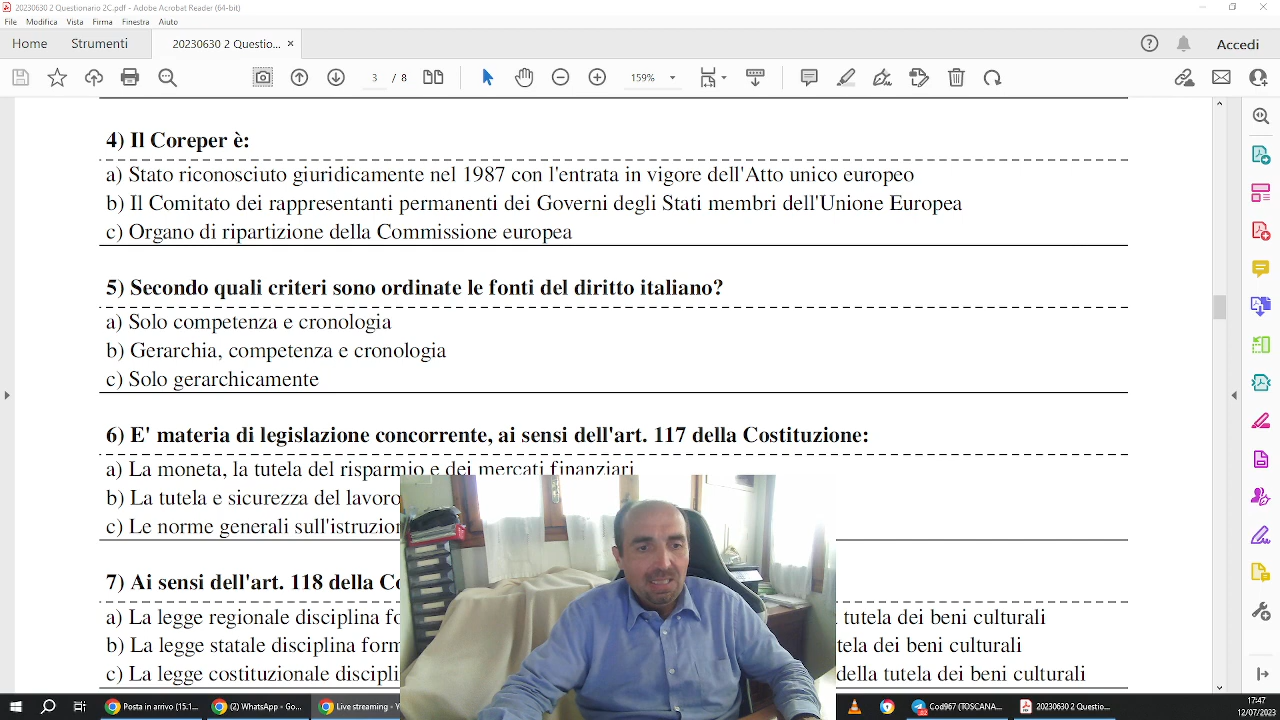 20230630 2 Questionario 2C.pdf - Adobe Acrobat Reader (64-bit)
File Modifica Vista Firma Finestra Aiuto
Home Strumenti 20230630 2 Questio... × Accedi
3 / 8 159%
4) Il Coreper è:
a) Stato riconosciuto giuridicamente nel 1987 con l'entrata in vigore dell'Atto unico europeo
b) Il Comitato dei rappresentanti permanenti dei Governi degli Stati membri dell'Unione Europea
c) Organo di ripartizione della Commissione europea
5) Secondo quali criteri sono ordinate le fonti del diritto italiano?
a) Solo competenza e cronologia
b) Gerarchia, competenza e cronologia
c) Solo gerarchicamente
6) E' materia di legislazione concorrente, ai sensi dell'art. 117 della Costituzione:
a) La moneta, la tutela del risparmio e dei mercati finanziari
b) La tutela e sicurezza del lavoro
c) Le norme generali sull'istruzion
7) Ai sensi dell'art. 118 della Co
a) La legge regionale disciplina fo tutela dei beni culturali
b) La legge statale disciplina form tela dei beni culturali
c) La legge costituzionale discipli della tutela dei beni culturali
Posta in arrivo (15.1... (1) WhatsApp - Go... Live streaming - Y Cod967 (TOSCANA... 20230630 2 Questio...
17:47
12/07/2023